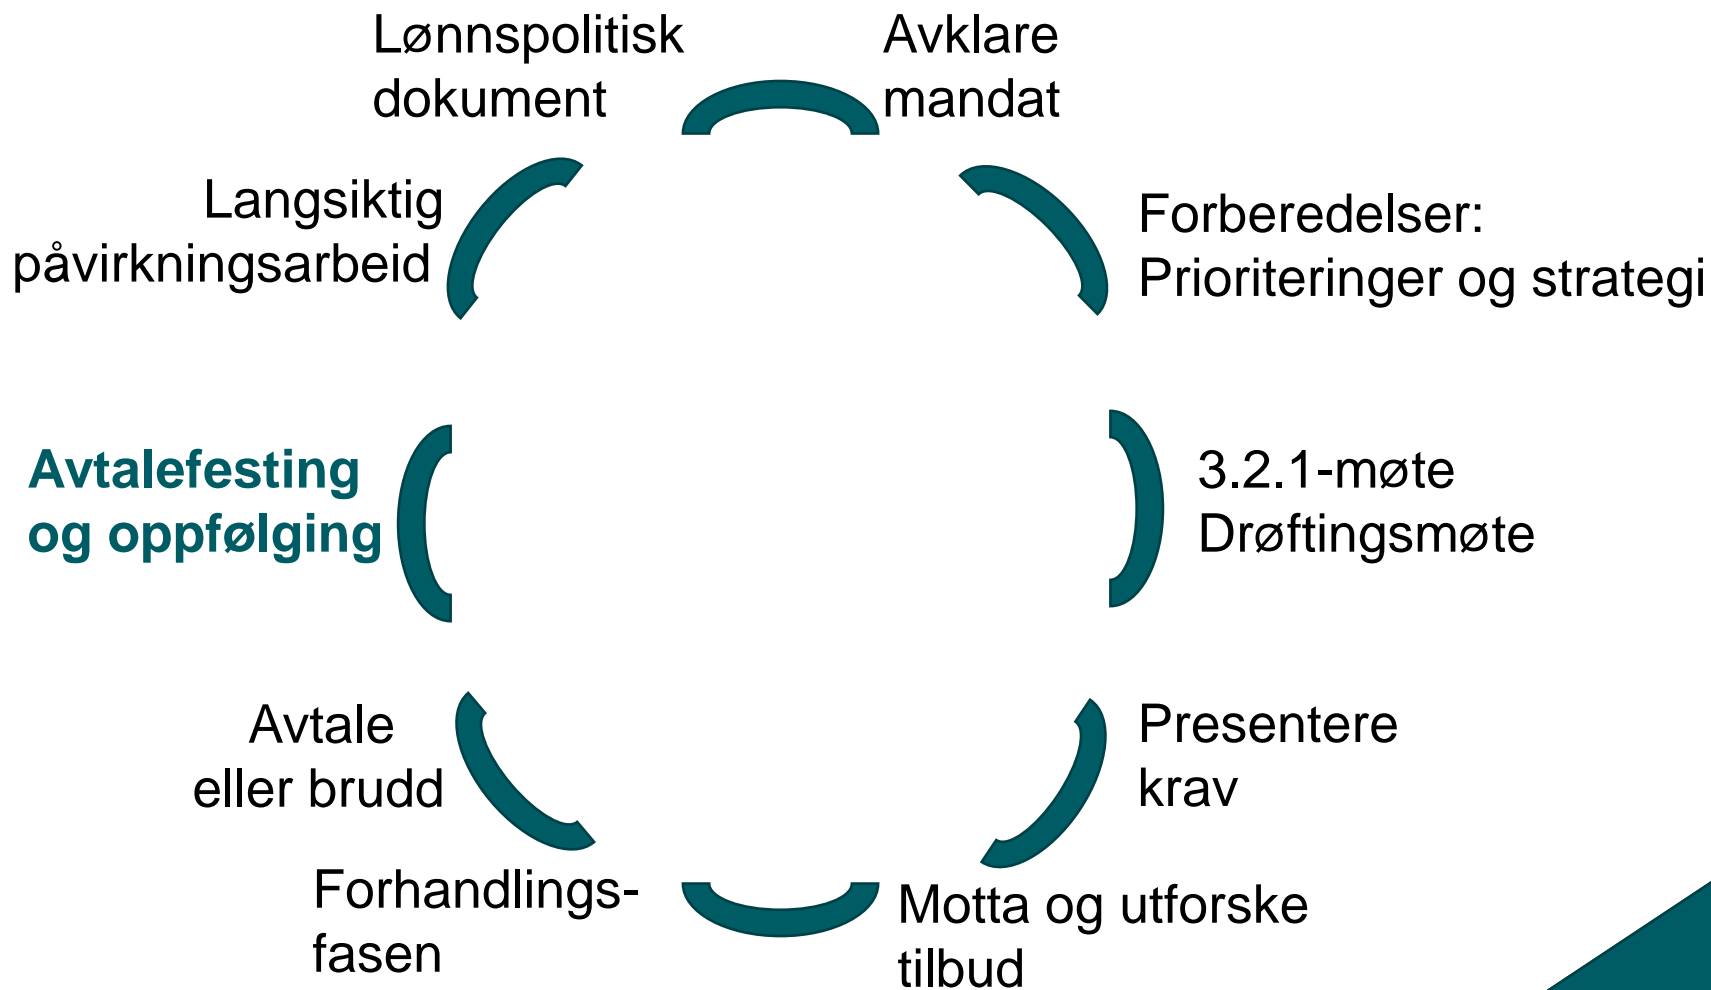 Lønnspolitisk
dokument
Avklare
mandat
Langsiktig
påvirkningsarbeid
Forberedelser:
Prioriteringer og strategi
Avtalefesting
og oppfølging
3.2.1-møte
Drøftingsmøte
Avtale
eller brudd
Presentere
krav
Forhandlings-
fasen
Motta og utforske
tilbud